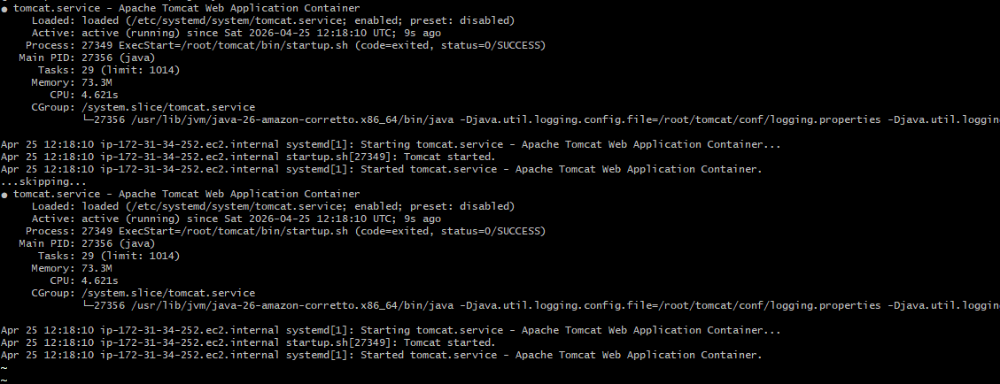 ● tomcat.service - Apache Tomcat Web Application Container
Loaded: loaded (/etc/systemd/system/tomcat.service; enabled; preset: disabled)
Active: active (running) since Sat 2026-04-25 12:18:10 UTC; 9s ago
Process: 27349 ExecStart=/root/tomcat/bin/startup.sh (code=exited, status=0/SUCCESS)
Main PID: 27356 (java)
Tasks: 29 (limit: 1014)
Memory: 73.3M
CPU: 4.621s
CGroup: /system.slice/tomcat.service
└─27356 /usr/lib/jvm/java-26-amazon-corretto.x86_64/bin/java -Djava.util.logging.config.file=/root/tomcat/conf/logging.properties -Djava.util.loggin
Apr 25 12:18:10 ip-172-31-34-252.ec2.internal systemd[1]: Starting tomcat.service - Apache Tomcat Web Application Container...
Apr 25 12:18:10 ip-172-31-34-252.ec2.internal startup.sh[27349]: Tomcat started.
Apr 25 12:18:10 ip-172-31-34-252.ec2.internal systemd[1]: Started tomcat.service - Apache Tomcat Web Application Container.
...skipping...
● tomcat.service - Apache Tomcat Web Application Container
Loaded: loaded (/etc/systemd/system/tomcat.service; enabled; preset: disabled)
Active: active (running) since Sat 2026-04-25 12:18:10 UTC; 9s ago
Process: 27349 ExecStart=/root/tomcat/bin/startup.sh (code=exited, status=0/SUCCESS)
Main PID: 27356 (java)
Tasks: 29 (limit: 1014)
Memory: 73.3M
CPU: 4.621s
CGroup: /system.slice/tomcat.service
└─27356 /usr/lib/jvm/java-26-amazon-corretto.x86_64/bin/java -Djava.util.logging.config.file=/root/tomcat/conf/logging.properties -Djava.util.loggin
Apr 25 12:18:10 ip-172-31-34-252.ec2.internal systemd[1]: Starting tomcat.service - Apache Tomcat Web Application Container...
Apr 25 12:18:10 ip-172-31-34-252.ec2.internal startup.sh[27349]: Tomcat started.
Apr 25 12:18:10 ip-172-31-34-252.ec2.internal systemd[1]: Started tomcat.service - Apache Tomcat Web Application Container.
~
~